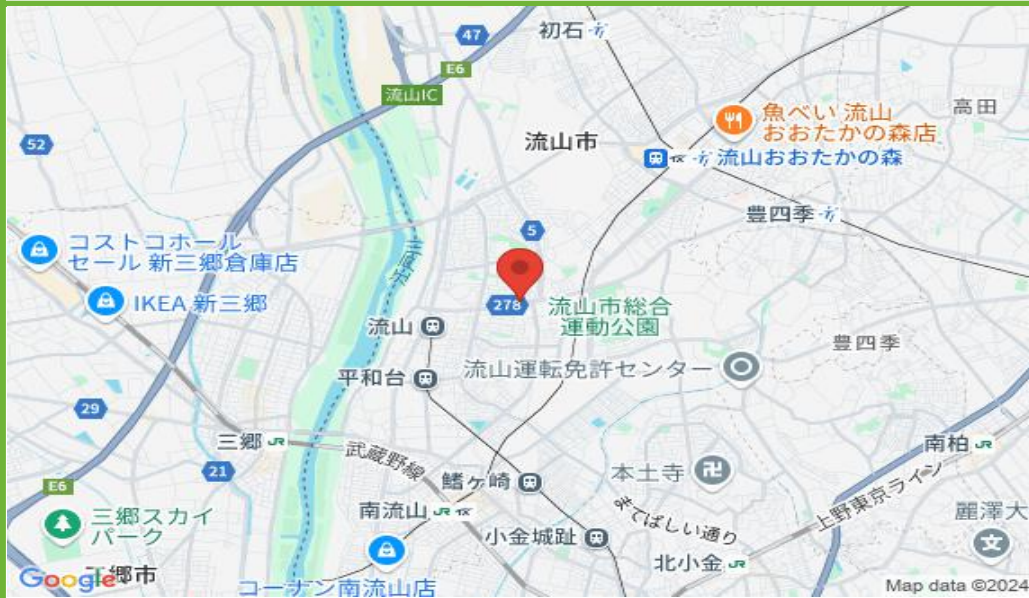 47
初石
E6
流山IC
高田
魚べい 流山
おおたかの森店
52
流山市
流山おおたかの森
豊四季
5
コストコホール
セール 新三郷倉庫店
IKEA 新三郷
278
流山市総合
運動公園
流山
豊四季
流山運転免許センター
平和台
29
三郷 JR
武蔵野線
南柏 JR
21
本土寺
鰭ヶ崎
上野東京ライン
E6
三郷スカイ
パーク
南流山 JR
まてばしい通り
麗澤大
小金城趾
北小金 JR
Google
郷市
コーナン南流山店
Map data ©2024